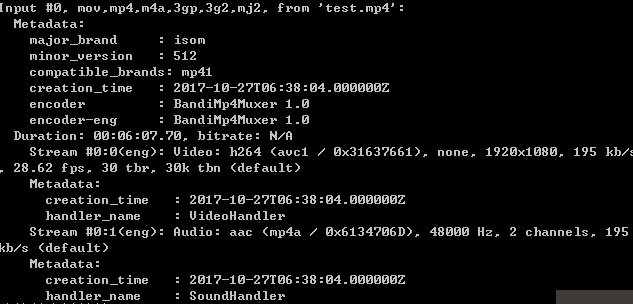 Input #0, mov,mp4,m4a,3gp,3g2,mj2, from 'test.mp4':
  Metadata:
    major_brand     : isom
    minor_version   : 512
    compatible_brands: mp41
    creation_time   : 2017-10-27T06:38:04.000000Z
    encoder         : BandiMp4Muxer 1.0
    encoder-eng     : BandiMp4Muxer 1.0
  Duration: 00:06:07.70, bitrate: N/A
    Stream #0:0(eng): Video: h264 (avc1 / 0x31637661), none, 1920x1080, 195 kb/s
, 28.62 fps, 30 tbr, 30k tbn (default)
    Metadata:
      creation_time   : 2017-10-27T06:38:04.000000Z
      handler_name    : VideoHandler
    Stream #0:1(eng): Audio: aac (mp4a / 0x6134706D), 48000 Hz, 2 channels, 195
kb/s (default)
    Metadata:
      creation_time   : 2017-10-27T06:38:04.000000Z
      handler_name    : SoundHandler